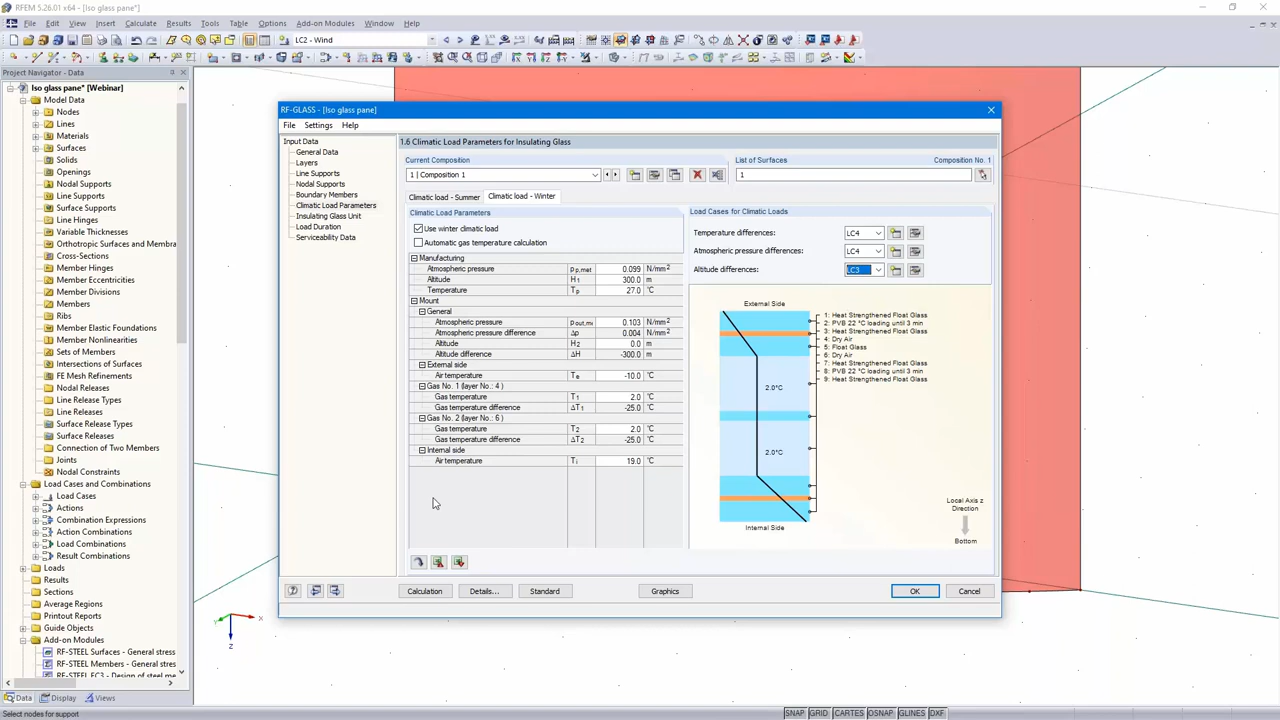 RFEM 5.26.01 x64 - [Iso glass pane*]
File Edit View Insert Calculate Results Tools Table Options Add-on Modules Window Help
LC2 - Wind
Project Navigator - Data
Iso glass pane* [Webinar]
Model Data
Nodes
Lines
Materials
Surfaces
Solids
Openings
Nodal Supports
Line Supports
Surface Supports
Line Hinges
Variable Thicknesses
Orthotropic Surfaces and Membra
Cross-Sections
Member Hinges
Member Eccentricities
Member Divisions
Members
Ribs
Member Elastic Foundations
Member Nonlinearities
Sets of Members
Intersections of Surfaces
FE Mesh Refinements
Nodal Releases
Line Release Types
Line Releases
Surface Release Types
Surface Releases
Connection of Two Members
Joints
Nodal Constraints
Load Cases and Combinations
Load Cases
Actions
Combination Expressions
Action Combinations
Load Combinations
Result Combinations
Loads
Results
Sections
Average Regions
Printout Reports
Guide Objects
Add-on Modules
RF-STEEL Surfaces - General stress
RF-STEEL Members - General stres
RF-STEEL EC3 - Design of steel me
Data Display Views
Select nodes for support
SNAP GRID CARTES OSNAP GLINES DXF
X
Y
Z
RF-GLASS - [Iso glass pane]
File Settings Help
Input Data
General Data
Layers
Line Supports
Nodal Supports
Boundary Members
Climatic Load Parameters
Insulating Glass Unit
Load Duration
Serviceability Data
1.6 Climatic Load Parameters for Insulating Glass
Current Composition
1 | Composition 1
List of Surfaces Composition No. 1
1
Climatic load - Summer Climatic load - Winter
Climatic Load Parameters
Use winter climatic load
Automatic gas temperature calculation
Manufacturing
Atmospheric pressure pp,met 0.099 N/mm2
Altitude H1 300.0 m
Temperature Tp 27.0 °C
Mount
General
Atmospheric pressure pout,me 0.103 N/mm2
Atmospheric pressure difference Δp 0.004 N/mm2
Altitude H2 0.0 m
Altitude difference ΔH -300.0 m
External side
Air temperature Te -10.0 °C
Gas No. 1 (layer No.: 4 )
Gas temperature T1 2.0 °C
Gas temperature difference ΔT1 -25.0 °C
Gas No. 2 (layer No.: 6 )
Gas temperature T2 2.0 °C
Gas temperature difference ΔT2 -25.0 °C
Internal side
Air temperature Ti 19.0 °C
Load Cases for Climatic Loads
Temperature differences: LC4
Atmospheric pressure differences: LC4
Altitude differences: LC3
External Side
1: Heat Strengthened Float Glass
2: PVB 22 °C loading until 3 min
3: Heat Strengthened Float Glass
4: Dry Air
5: Float Glass
6: Dry Air
7: Heat Strengthened Float Glass
8: PVB 22 °C loading until 3 min
9: Heat Strengthened Float Glass
2.0°C
2.0°C
Internal Side
Local Axis z
Direction
Bottom
Calculation Details... Standard Graphics OK Cancel